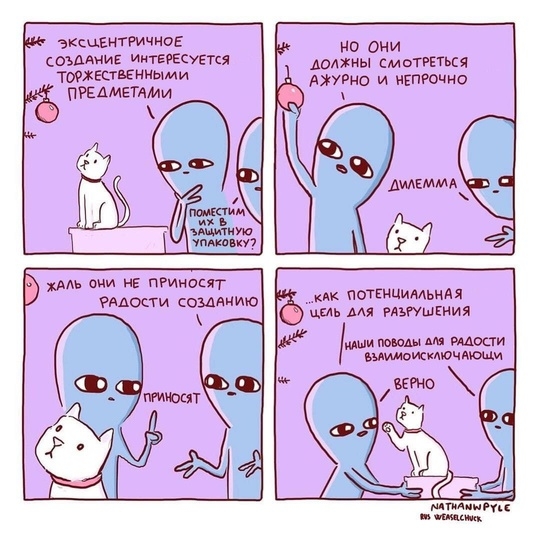 ЭКСЦЕНТРИЧНОЕ
СОЗДАНИЕ ИНТЕРЕСУЕТСЯ
ТОРЖЕСТВЕННЫМИ
ПРЕДМЕТАМИ
ПОМЕСТИМ
ИХ В
ЗАЩИТНУЮ
УПАКОВКУ?
НО ОНИ
ДОЛЖНЫ СМОТРЕТЬСЯ
АЖУРНО И НЕПРОЧНО
ДИЛЕММА
ЖАЛЬ ОНИ НЕ ПРИНОСЯТ
РАДОСТИ СОЗДАНИЮ
ПРИНОСЯТ
...КАК ПОТЕНЦИАЛЬНАЯ
ЦЕЛЬ ДЛЯ РАЗРУШЕНИЯ
НАШИ ПОВОДЫ ДЛЯ РАДОСТИ
ВЗАИМОИСКЛЮЧАЮЩИ
ВЕРНО
NATHANWPYLE
RUS WEASELCHUCK